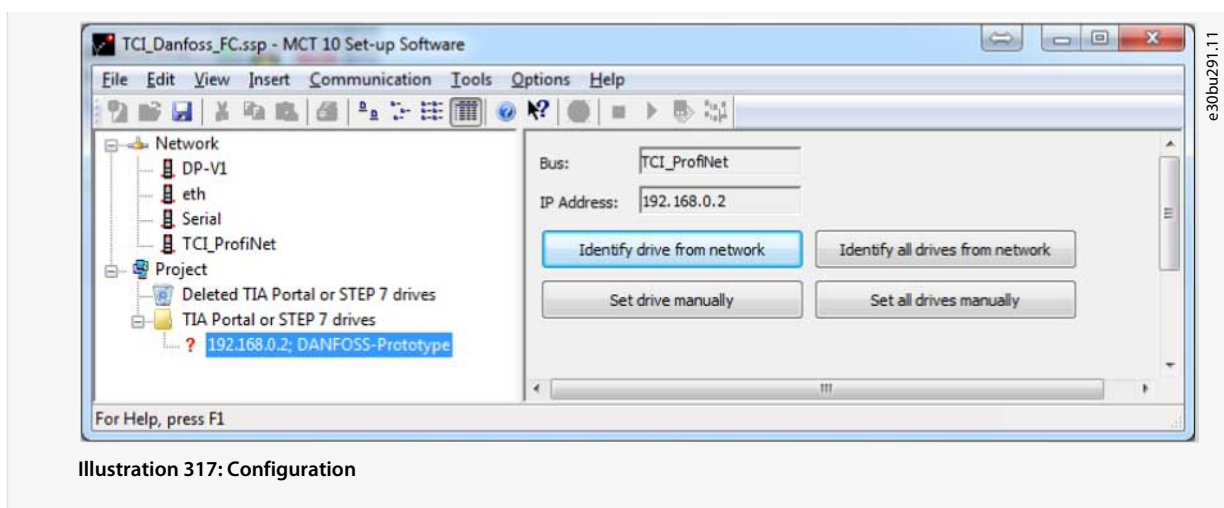 TCI_Danfoss_FC.ssp - MCT 10 Set-up Software
File Edit View Insert Communication Tools Options Help
Network
DP-V1
eth
Serial
TCI_ProfiNet
Project
Deleted TIA Portal or STEP 7 drives
TIA Portal or STEP 7 drives
? 192.168.0.2; DANFOSS-Prototype
Bus: TCI_ProfiNet
IP Address: 192.168.0.2
Identify drive from network Identify all drives from network
Set drive manually Set all drives manually
For Help, press F1
e30bu291.11
Illustration 317: Configuration